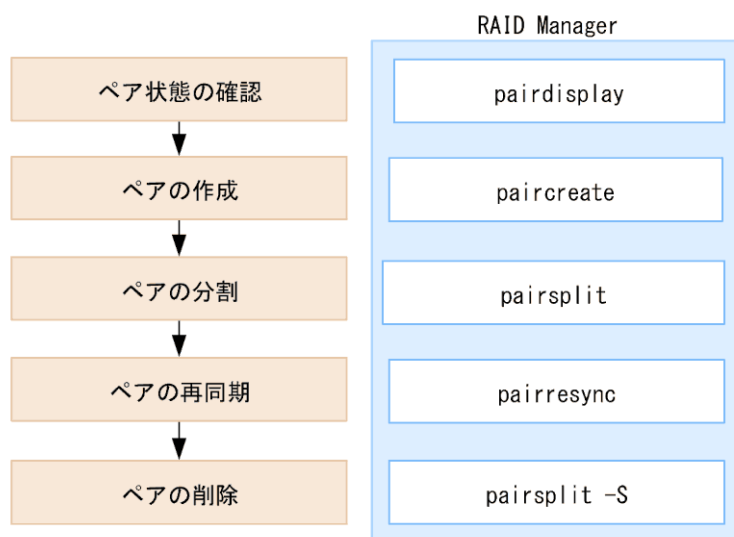 RAID Manager
ペア状態の確認
pairdisplay
ペアの作成
paircreate
ペアの分割
pairsplit
ペアの再同期
pairresync
ペアの削除
pairsplit -S